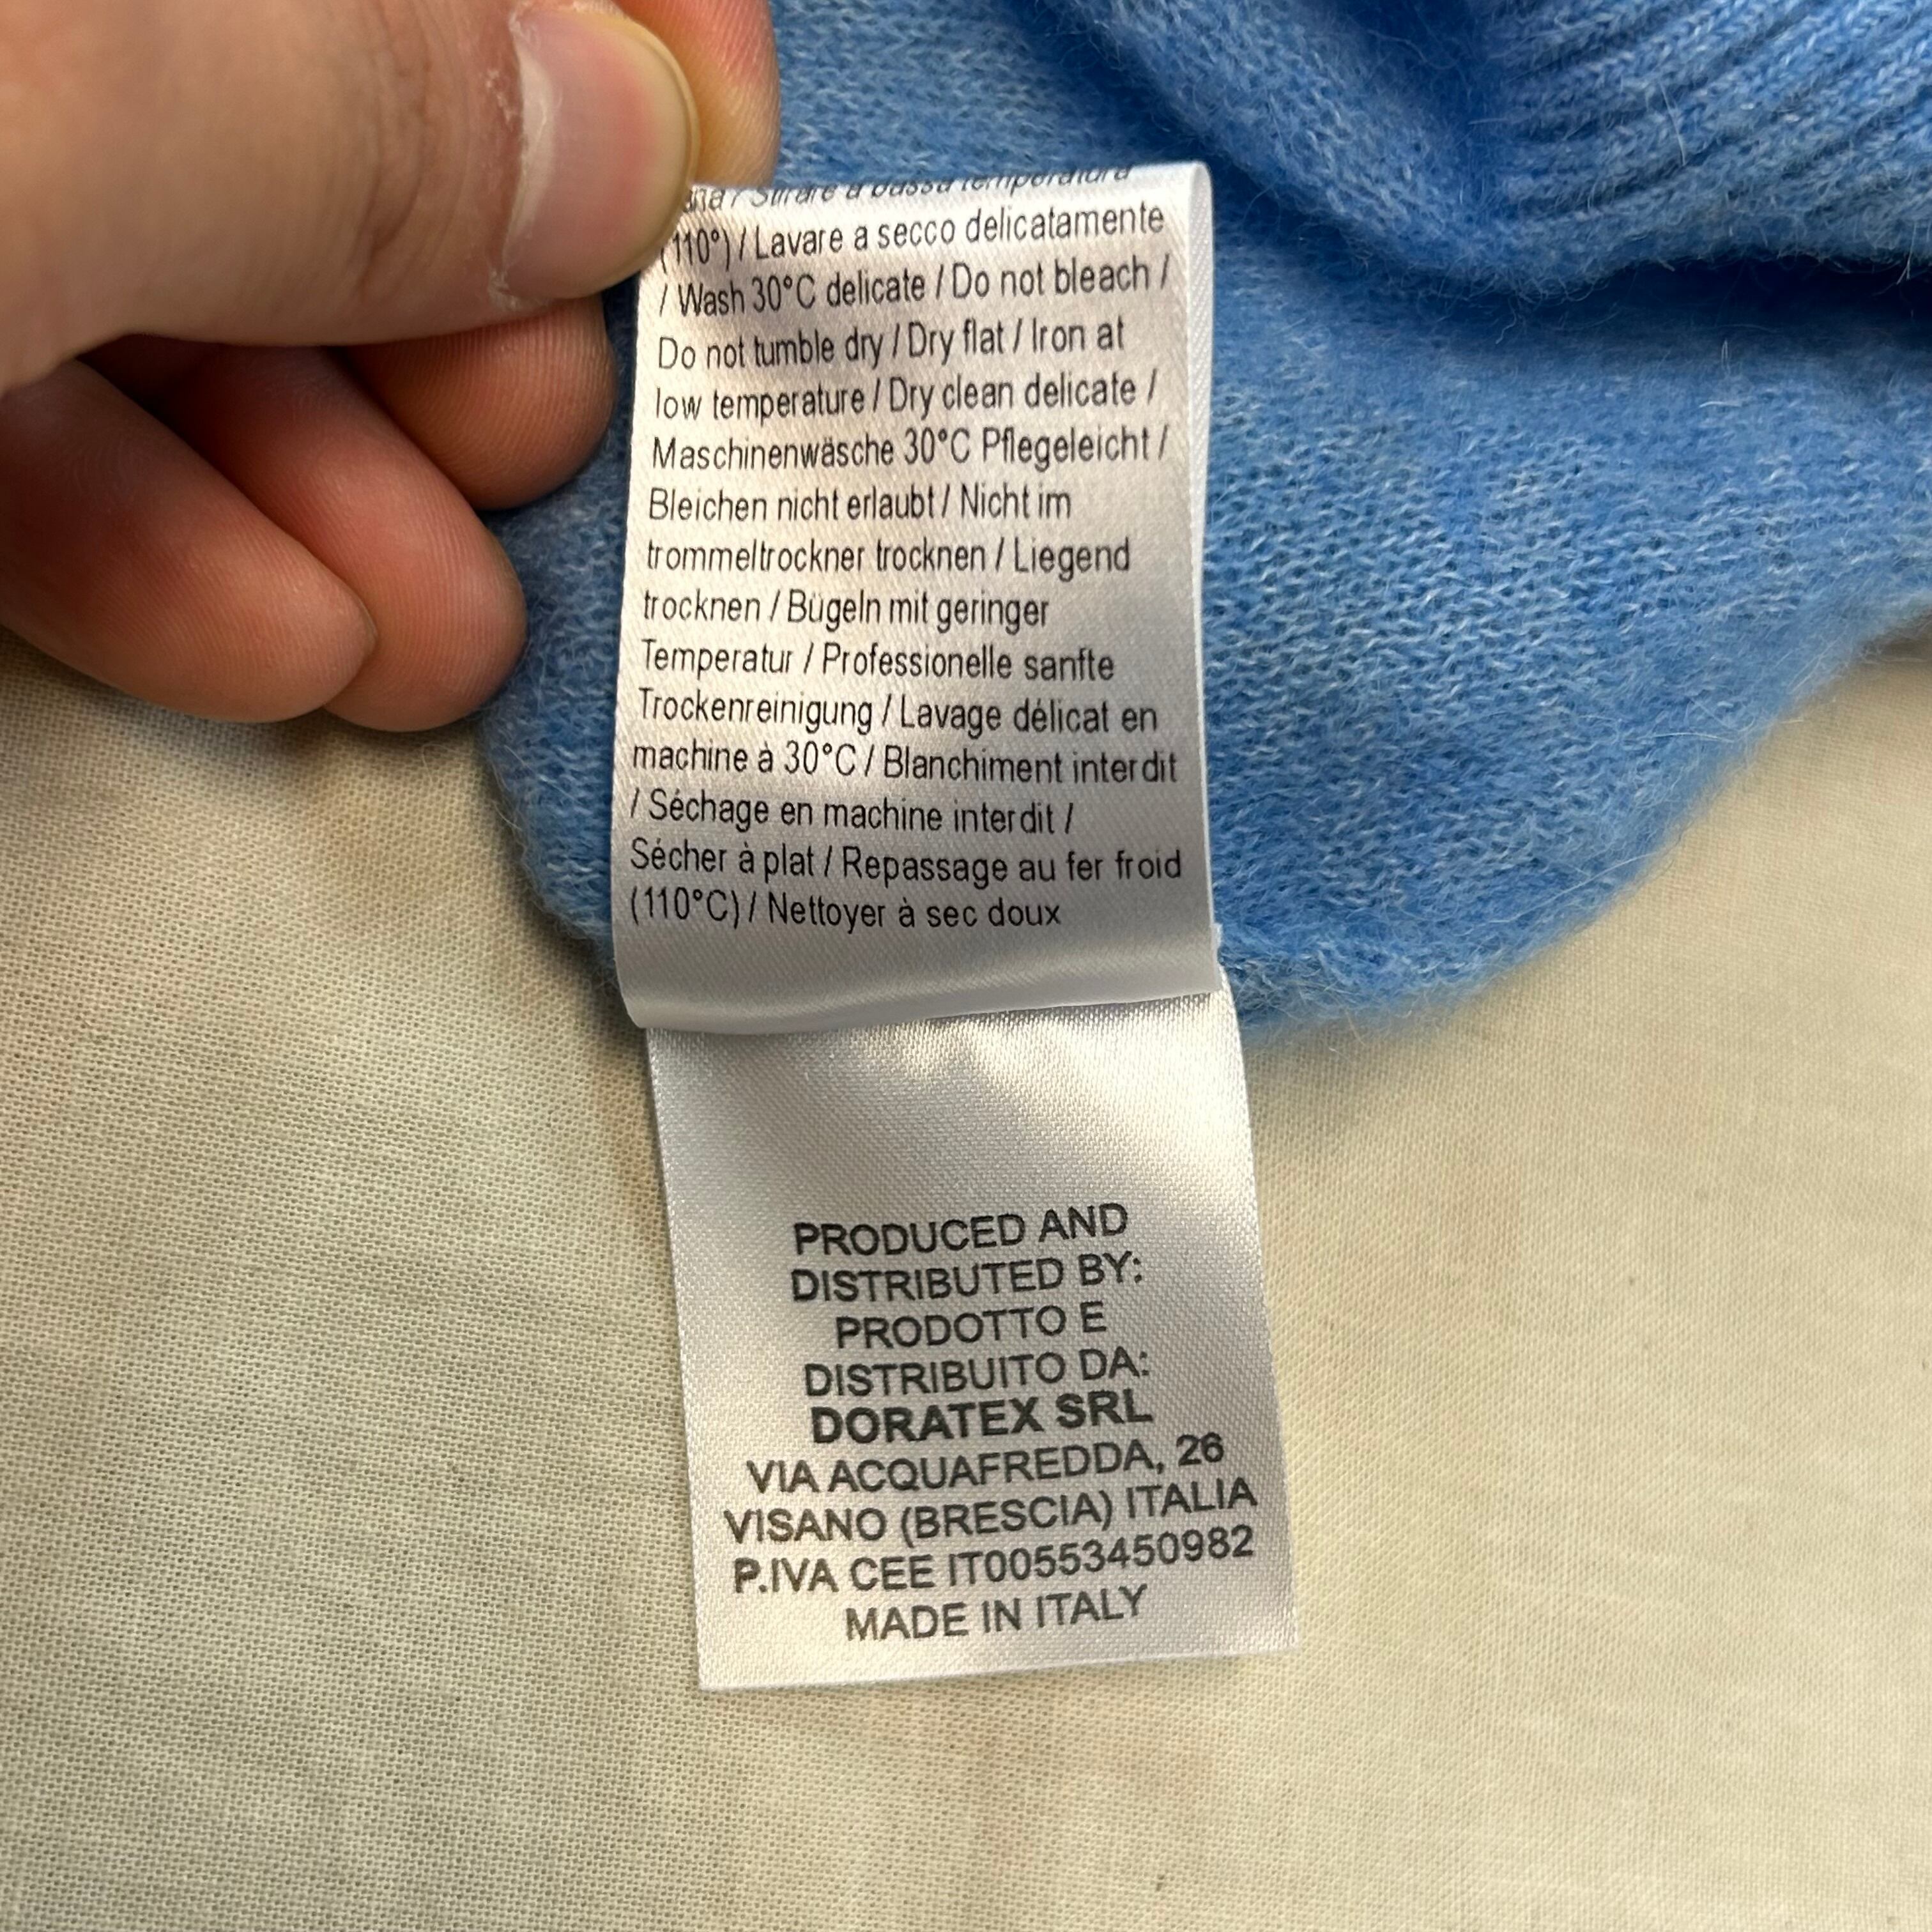 / Stirare a bassa temperatura
(110°) / Lavare a secco delicatamente
/ Wash 30°C delicate / Do not bleach /
Do not tumble dry / Dry flat / Iron at
low temperature / Dry clean delicate /
Maschinenwäsche 30°C Pflegeleicht /
Bleichen nicht erlaubt / Nicht im
trommeltrockner trocknen / Liegend
trocknen / Bügeln mit geringer
Temperatur / Professionelle sanfte
Trockenreinigung / Lavage délicat en
machine à 30°C / Blanchiment interdit
/ Séchage en machine interdit /
Sécher à plat / Repassage au fer froid
(110°C) / Nettoyer à sec doux
PRODUCED AND
DISTRIBUTED BY:
PRODOTTO E
DISTRIBUITO DA:
DORATEX SRL
VIA ACQUAFREDDA, 26
VISANO (BRESCIA) ITALIA
P.IVA CEE IT00553450982
MADE IN ITALY